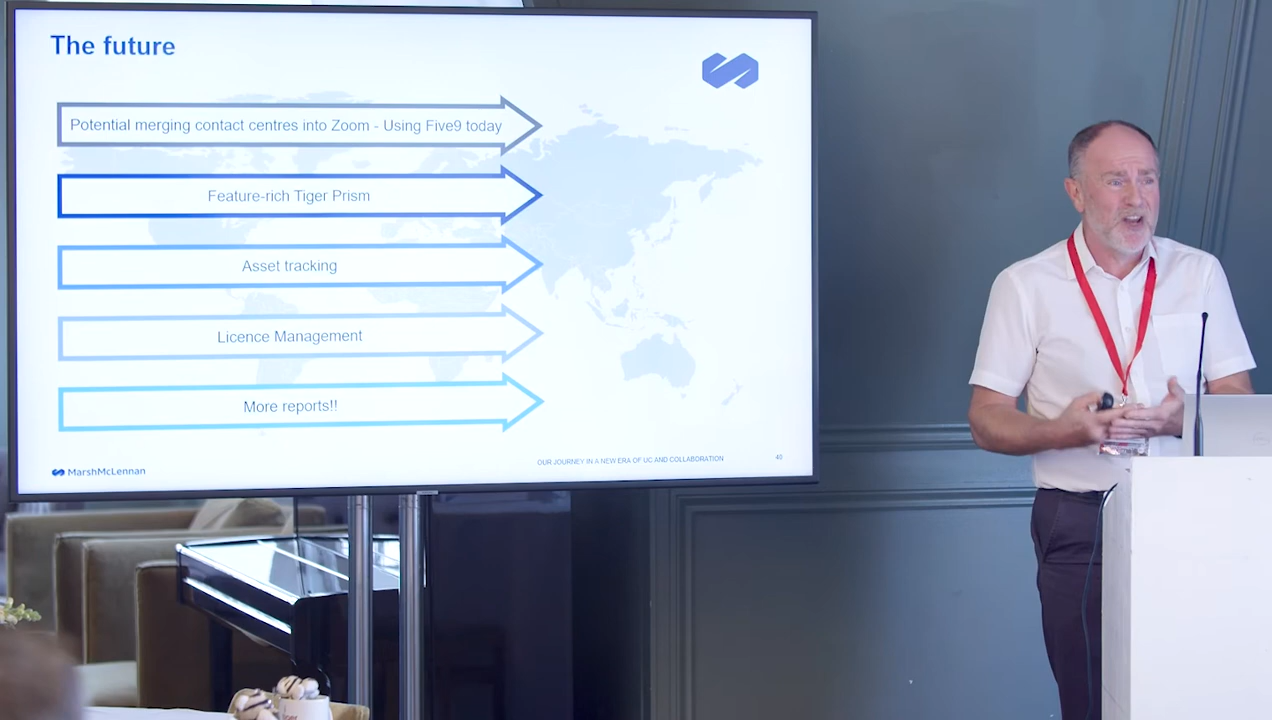 The future
Potential merging contact centres into Zoom - Using Five9 today
Feature-rich Tiger Prism
Asset tracking
Licence Management
More reports!!
MarshMcLennan
OUR JOURNEY IN A NEW ERA OF UC AND COLLABORATION